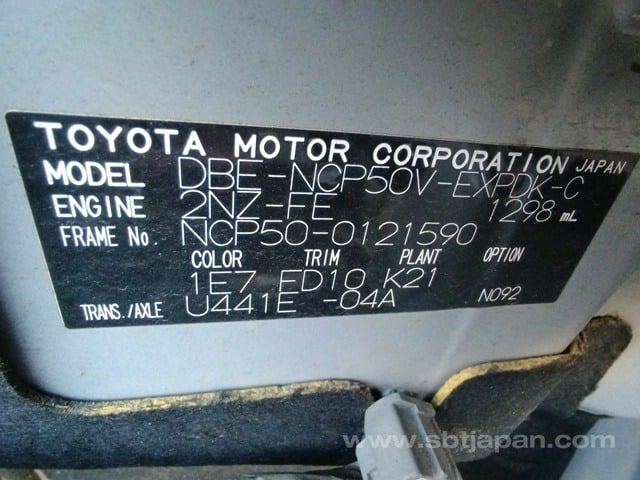 TOYOTA MOTOR CORPORATION JAPAN
MODEL DBE-NCP50V-EXPDK-C
ENGINE 2NZ-FE 1298 mL
FRAME No. NCP50-0121590
COLOR TRIM PLANT OPTION
1E7 FD10 K21
TRANS./AXLE U441E -04A N092
www.sbtjapan.com